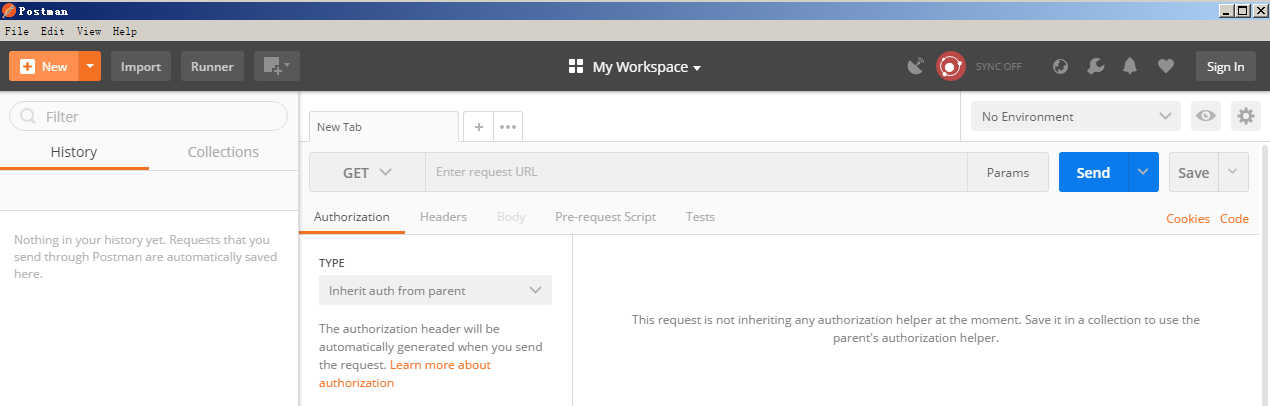 Postman
File Edit View Help
New
Import
Runner
My Workspace
SYNC OFF
Sign In
Filter
History
Collections
Nothing in your history yet. Requests that you
send through Postman are automatically saved
here.
New Tab
No Environment
GET
Enter request URL
Params
Send
Save
Authorization
Headers
Body
Pre-request Script
Tests
Cookies
Code
TYPE
Inherit auth from parent
The authorization header will be
automatically generated when you send
the request. Learn more about
authorization
This request is not inheriting any authorization helper at the moment. Save it in a collection to use the
parent's authorization helper.